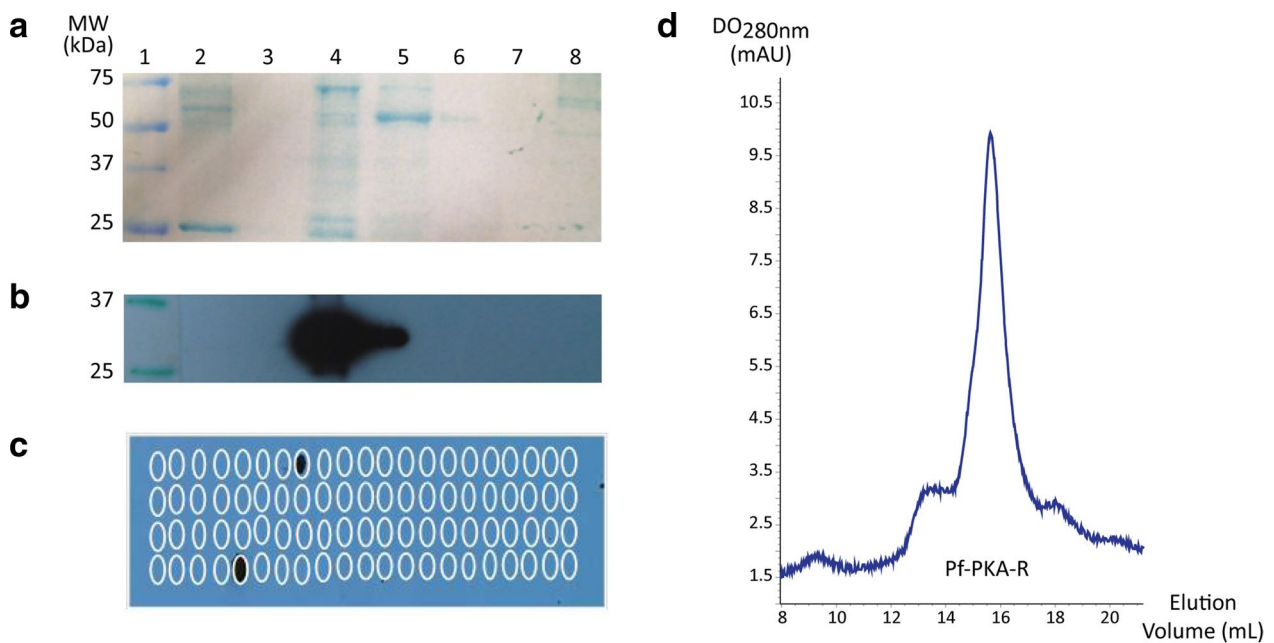 a
MW
(kDa)
1 2 3 4 5 6 7 8
75
50
37
25
b
37
25
c
d
DO280nm
(mAU)
10.5
9.5
8.5
7.5
6.5
5.5
4.5
3.5
2.5
1.5
Pf-PKA-R
8 10 12 14 16 18 20
Elution
Volume (mL)